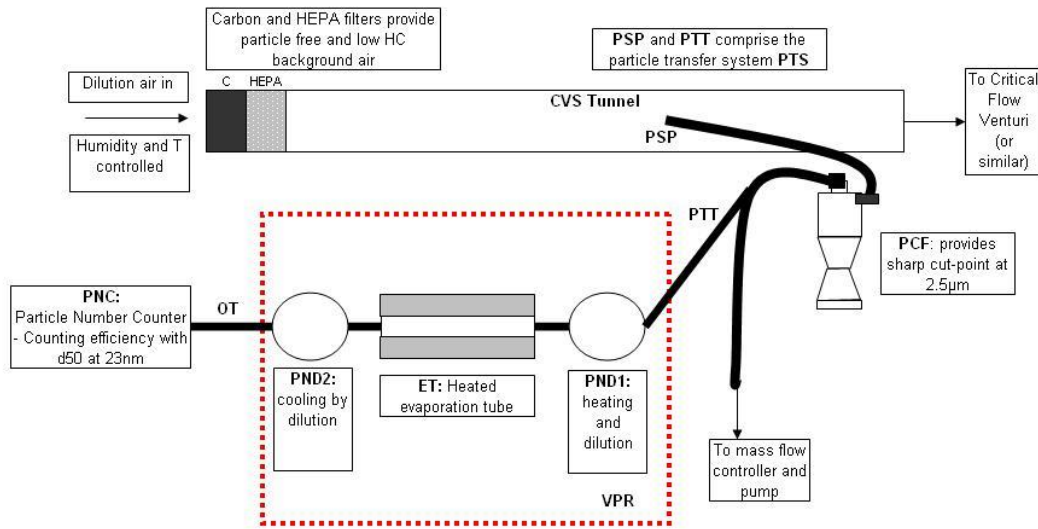 Carbon and HEPA filters provide
particle free and low HC
background air
PSP and PTT comprise the
particle transfer system PTS
C
HEPA
Dilution air in
CVS Tunnel
To Critical
Flow
Venturi
(or
similar)
PSP
Humidity and T
controlled
PTT
PCF: provides
sharp cut-point at
2.5µm
PNC:
Particle Number Counter
- Counting efficiency with
d50 at 23nm
OT
PND2:
cooling by
dilution
ET: Heated
evaporation tube
PND1:
heating
and
dilution
To mass flow
controller and
pump
VPR